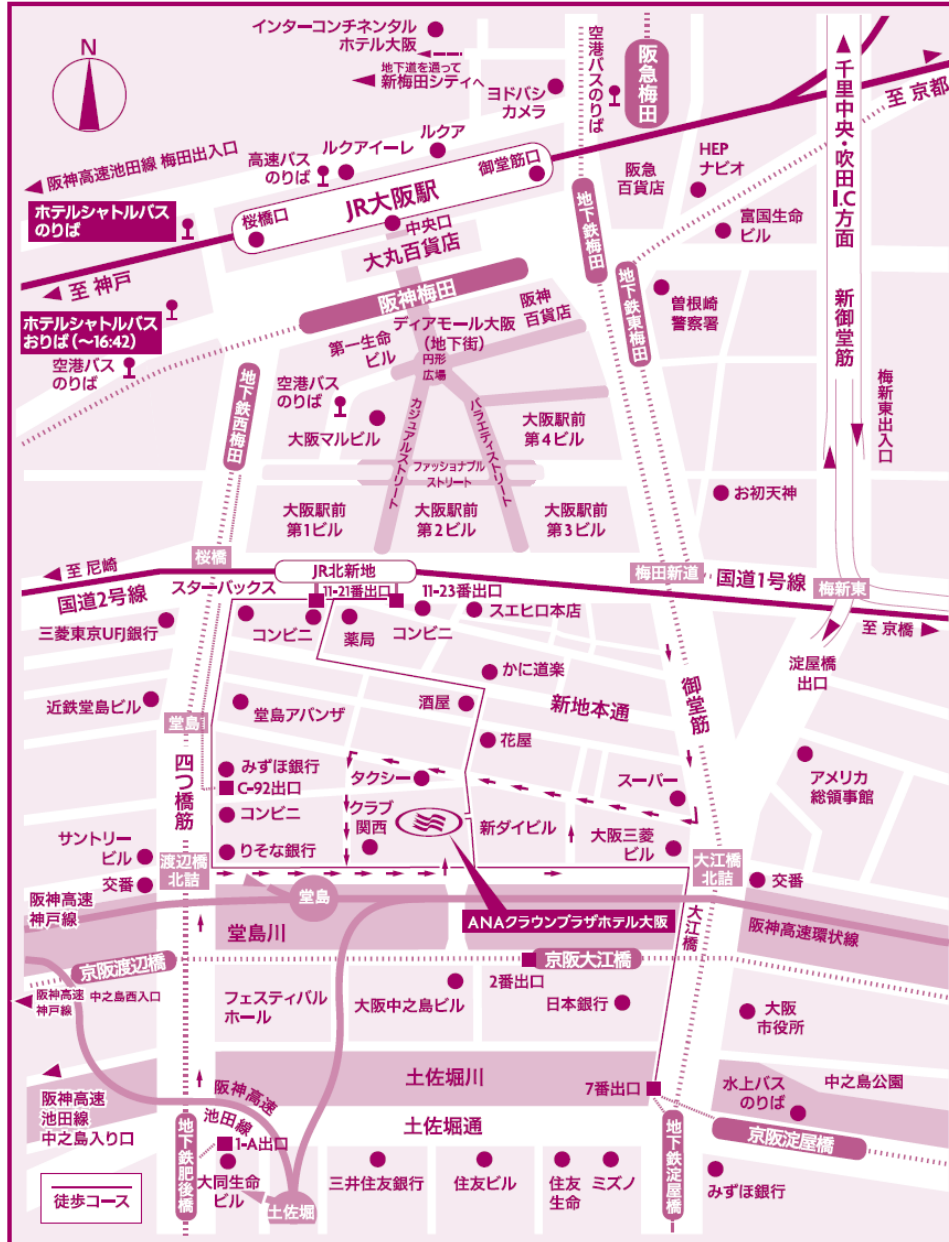 N
インターコンチネンタル
ホテル大阪
地下道を通って
新梅田シティへ
ヨドバシ
カメラ
空港バスのりば
阪急梅田
千里中央・吹田I.C方面
新御堂筋
至 京都
阪神高速池田線 梅田出入口
高速バス
のりば
ルクアイーレ
ルクア
御堂筋口
JR大阪駅
桜橋口
中央口
大丸百貨店
阪急
百貨店
HEP
ナビオ
富国生命
ビル
ホテルシャトルバス
のりば
至 神戸
地下鉄梅田
地下鉄東梅田
曽根崎
警察署
阪神梅田
阪神
百貨店
ディアモール大阪
(地下街)
第一生命
ビル
円形
広場
ホテルシャトルバス
おりば(〜16:42)
空港バス
のりば
地下鉄西梅田
空港バス
のりば
大阪マルビル
カジュアルストリート
バラエティストリート
ファッショナブル
ストリート
大阪駅前
第4ビル
大阪駅前
第1ビル
大阪駅前
第2ビル
大阪駅前
第3ビル
お初天神
梅新東出入口
桜橋
至 尼崎
国道2号線
JR北新地
梅田新道
国道1号線
梅新東
至 京橋
スターバックス
11-21番出口
11-23番出口
スエヒロ本店
三菱東京UFJ銀行
コンビニ
薬局
コンビニ
淀屋橋
出口
かに道楽
近鉄堂島ビル
堂島
堂島アバンザ
酒屋
新地本通
御堂筋
花屋
四つ橋筋
みずほ銀行
C-92出口
タクシー
スーパー
アメリカ
総領事館
コンビニ
クラブ
関西
新ダイビル
大阪三菱
ビル
サントリー
ビル
りそな銀行
渡辺橋
北詰
大江橋
北詰
交番
交番
阪神高速
神戸線
堂島
ANAクラウンプラザホテル大阪
大江橋
阪神高速環状線
堂島川
京阪渡辺橋
京阪大江橋
2番出口
阪神高速
神戸線
中之島西入口
フェスティバル
ホール
大阪中之島ビル
日本銀行
大阪
市役所
阪神高速
池田線
中之島入り口
土佐堀川
7番出口
水上バス
のりば
中之島公園
阪神高速
池田線
土佐堀通
1-A出口
地下鉄肥後橋
地下鉄淀屋橋
京阪淀屋橋
大同生命
ビル
土佐堀
三井住友銀行
住友ビル
住友
生命
ミズノ
みずほ銀行
徒歩コース